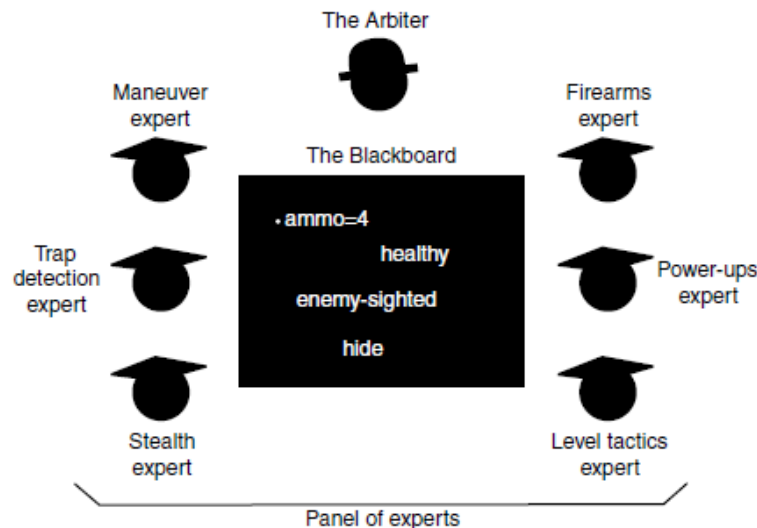 The Arbiter
Maneuver
expert
Firearms
expert
The Blackboard
ammo=4
healthy
enemy-sighted
hide
Trap
detection
expert
Power-ups
expert
Stealth
expert
Level tactics
expert
Panel of experts